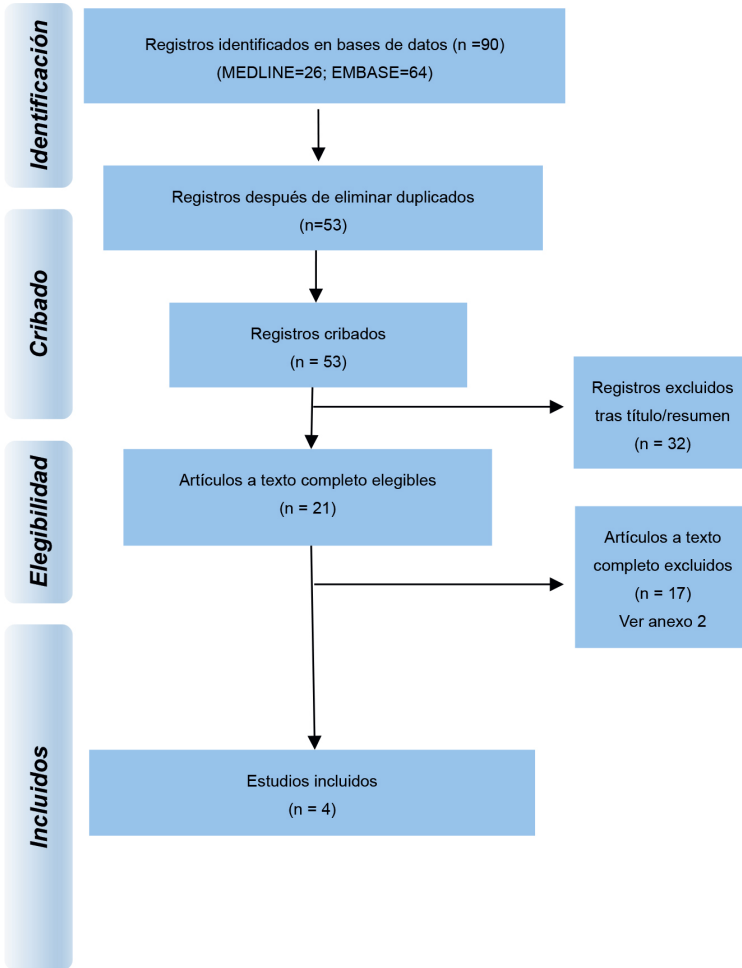 Identificación
Registros identificados en bases de datos (n =90)
(MEDLINE=26; EMBASE=64)
Registros después de eliminar duplicados
(n=53)
Cribado
Registros cribados
(n = 53)
Registros excluidos
tras título/resumen
(n = 32)
Elegibilidad
Artículos a texto completo elegibles
(n = 21)
Artículos a texto
completo excluidos
(n = 17)
Ver anexo 2
Incluidos
Estudios incluidos
(n = 4)